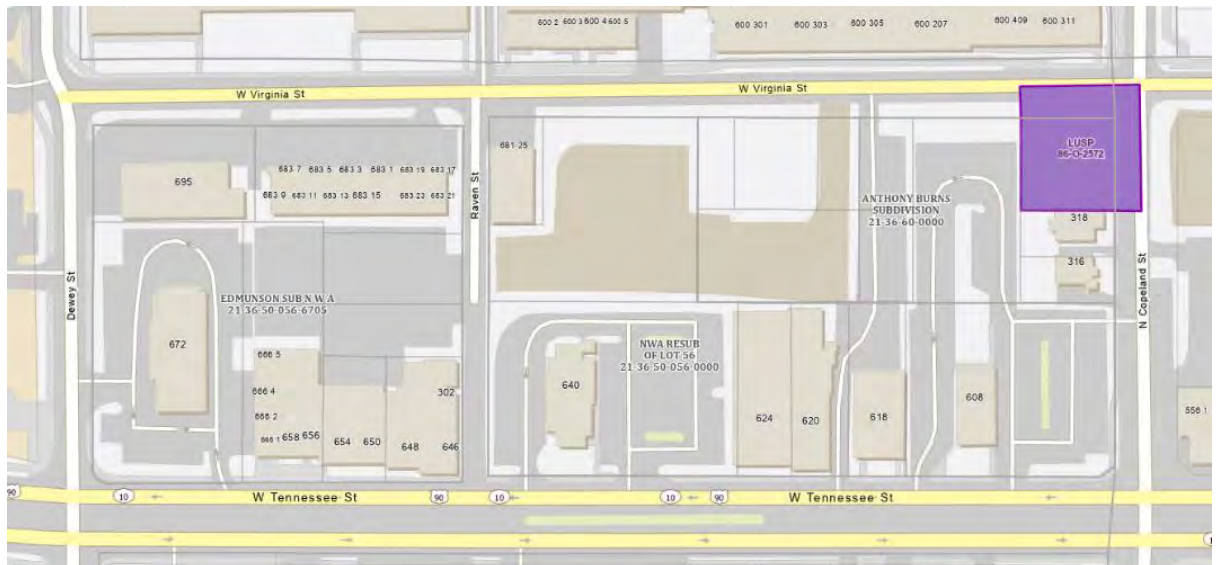 600 2 600 3 600 4 600 5
600 301 600 303 600 305 600 207 600 409 600 311
W Virginia St
W Virginia St
LUSP
86-O-2572
681 25
683 7 683 5 683 3 683 1 683 19 683 17
695
683 9 683 11 683 13 683 15 683 23 683 21
Raven St
ANTHONY BURNS
SUBDIVISION
21-36-60-0000
318
316
Dewey St
N Copeland St
EDMUNSON SUB N W A
21-36-50-056-6705
672
NWA RESUB
OF LOT 56
21-36-50-056-0000
666 5
640
666 4
302
608
666 2
624
620
618
556 1
666 1 658 656
654
650
648
646
90
10
W Tennessee St
90
10
10
90
W Tennessee St